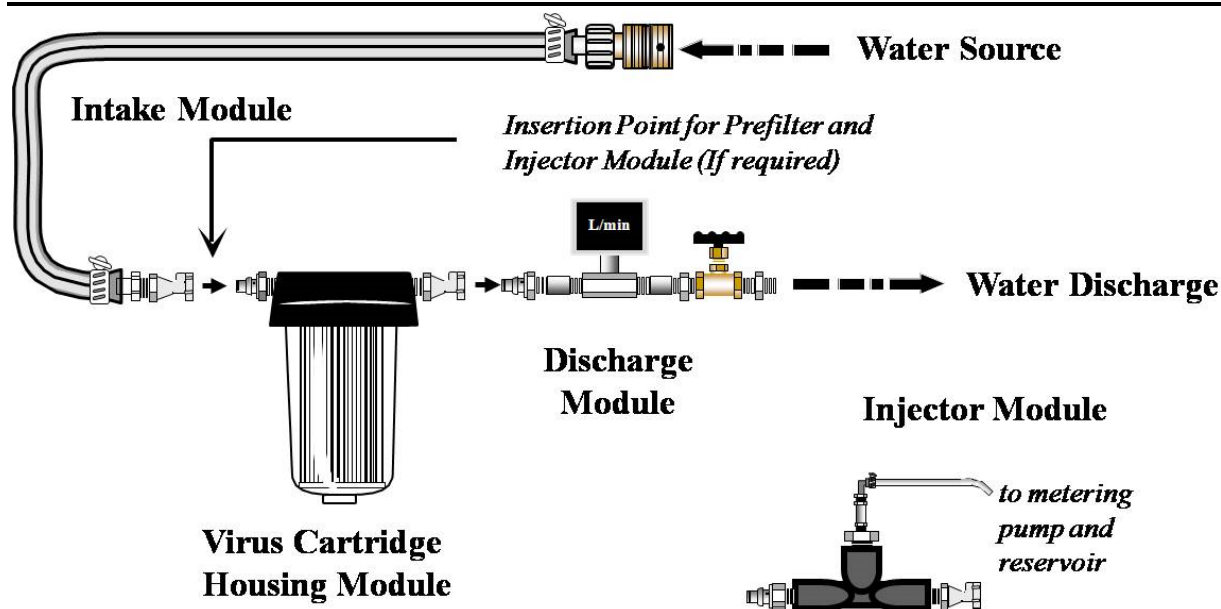 Water Source
Intake Module
Insertion Point for Prefilter and
Injector Module (If required)
L/min
Water Discharge
Discharge
Module
Injector Module
to metering
pump and
reservoir
Virus Cartridge
Housing Module